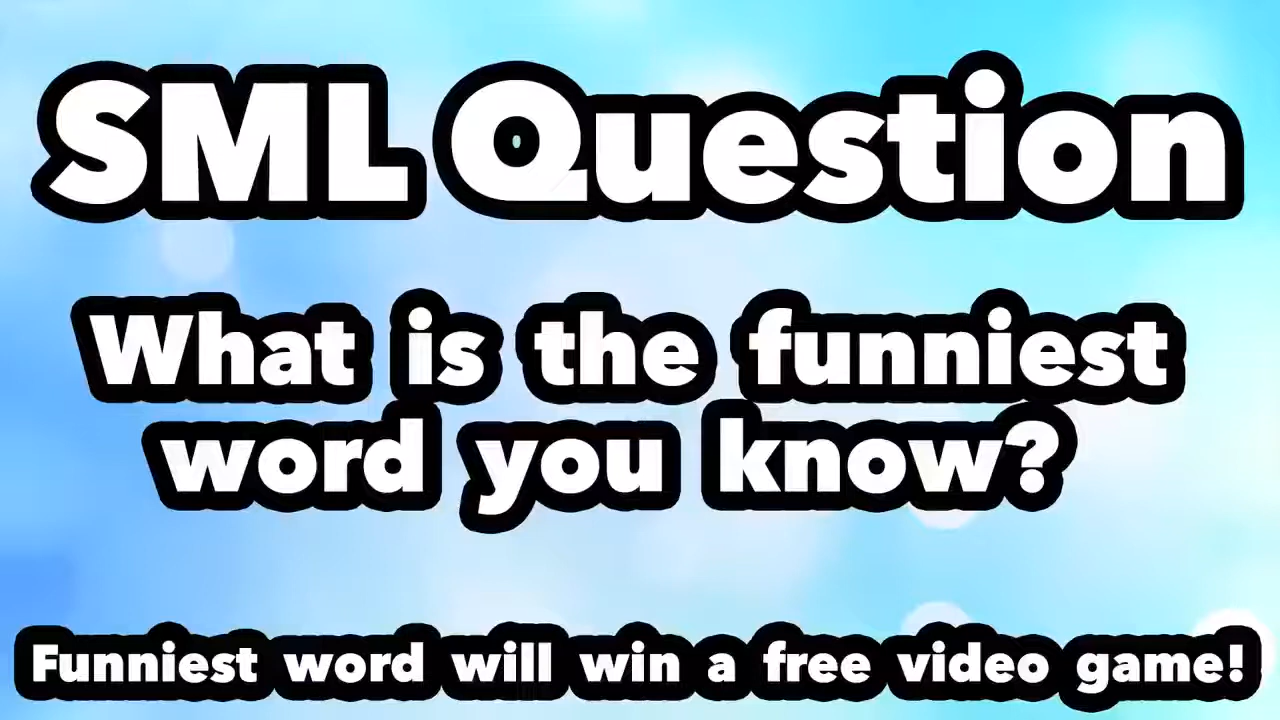 SML Question
What is the funniest
word you know?
Funniest word will win a free video game!